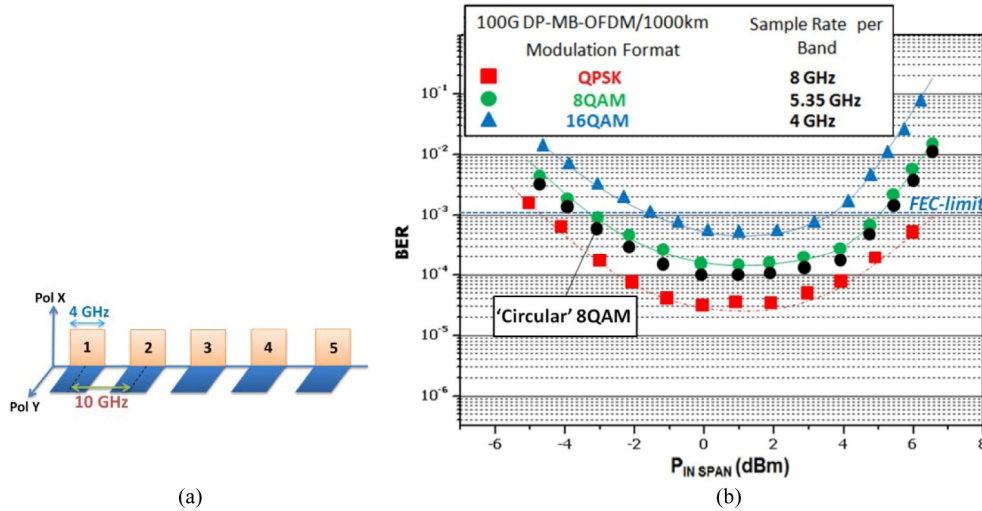 Pol X
4 GHz
1 2 3 4 5
Pol Y
10 GHz
(a)
100G DP-MB-OFDM/1000km
Modulation Format
Sample Rate per
Band
QPSK 8 GHz
8QAM 5.35 GHz
16QAM 4 GHz
BER
10-1
10-2
10-3
10-4
10-5
10-6
FEC-limit
'Circular' 8QAM
-6 -4 -2 0 2 4 6 8
PIN SPAN (dBm)
(b)